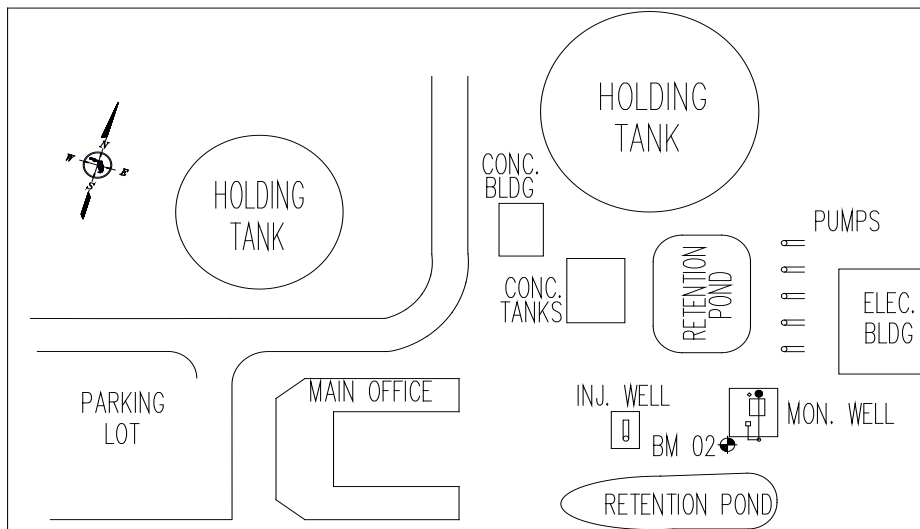 HOLDING
TANK
N
W
E
S
HOLDING
TANK
CONC.
BLDG
PUMPS
RETENTION
POND
CONC.
TANKS
ELEC.
BLDG
PARKING
LOT
MAIN OFFICE
INJ. WELL
MON. WELL
BM 02
RETENTION POND